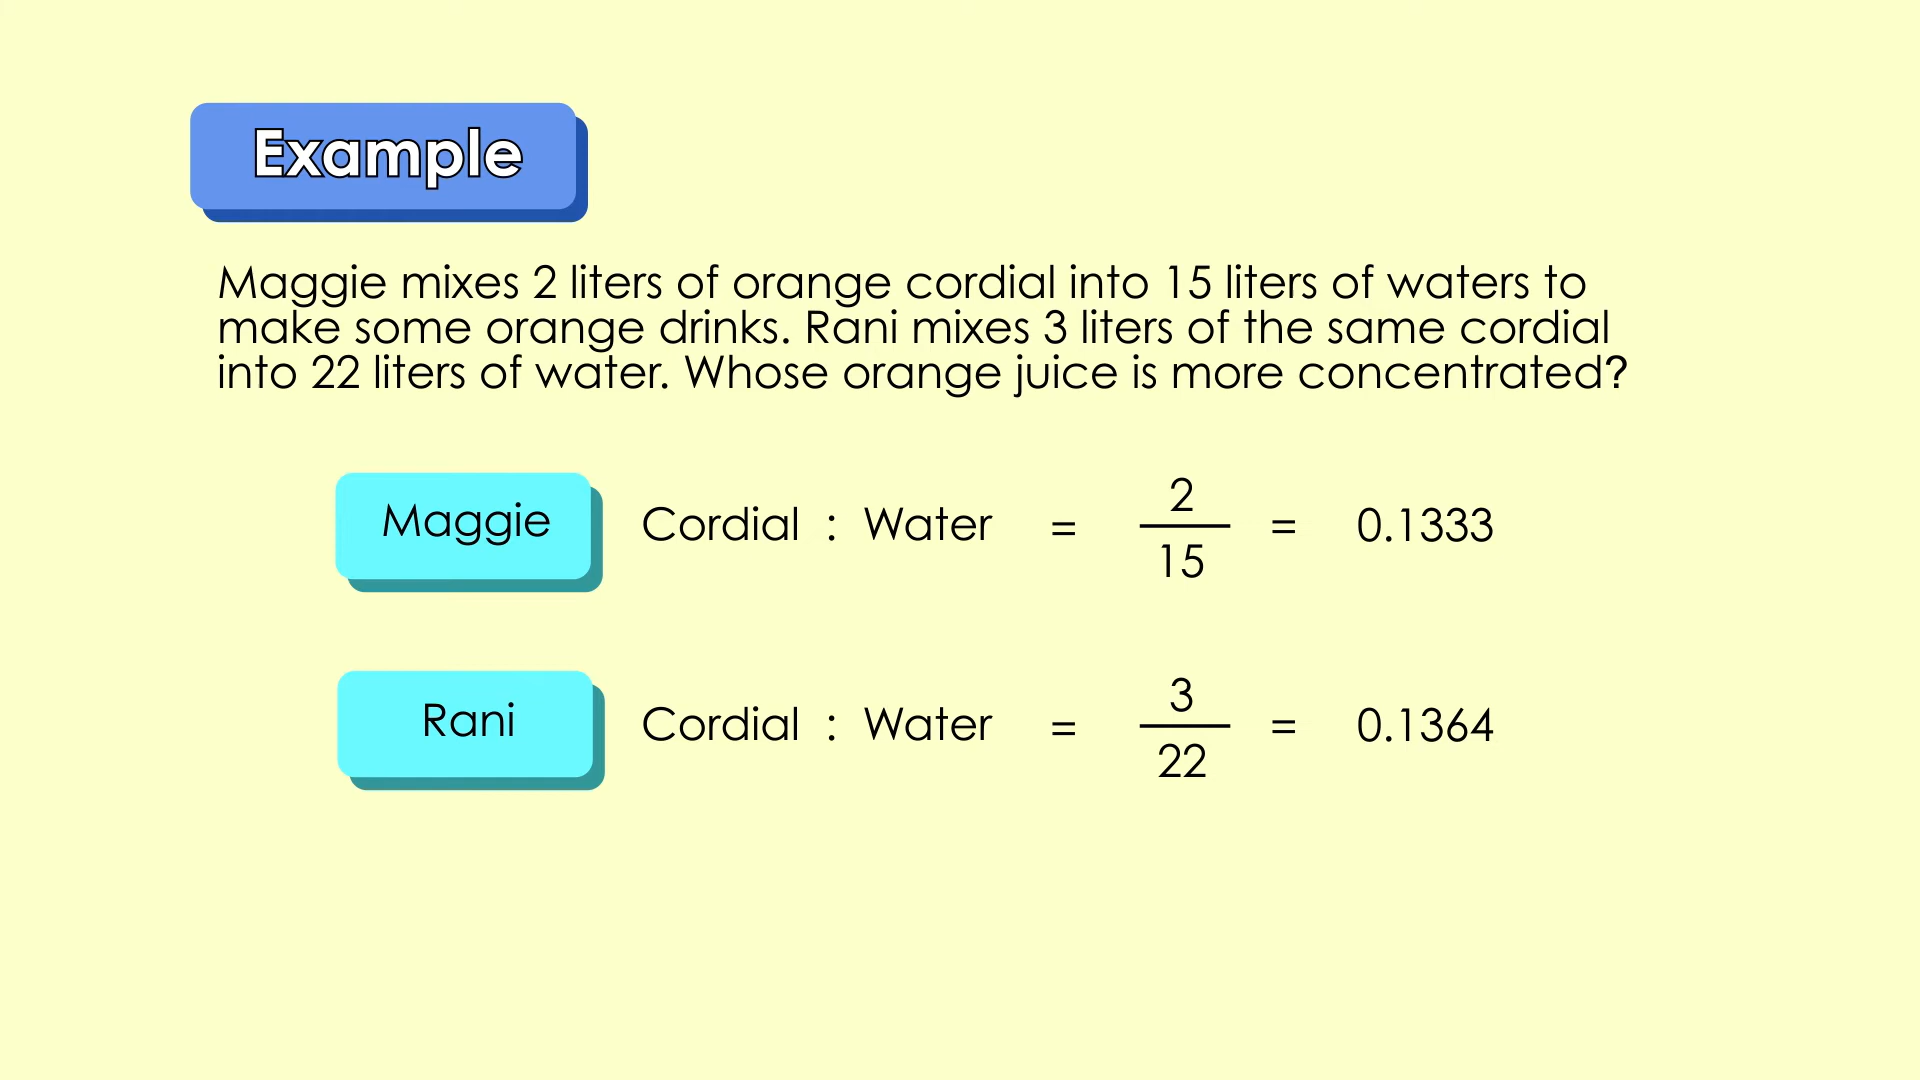 Example
Maggie mixes 2 liters of orange cordial into 15 liters of waters to
make some orange drinks. Rani mixes 3 liters of the same cordial
into 22 liters of water. Whose orange juice is more concentrated?
Maggie Cordial : Water = 2/15 = 0.1333
Rani Cordial : Water = 3/22 = 0.1364